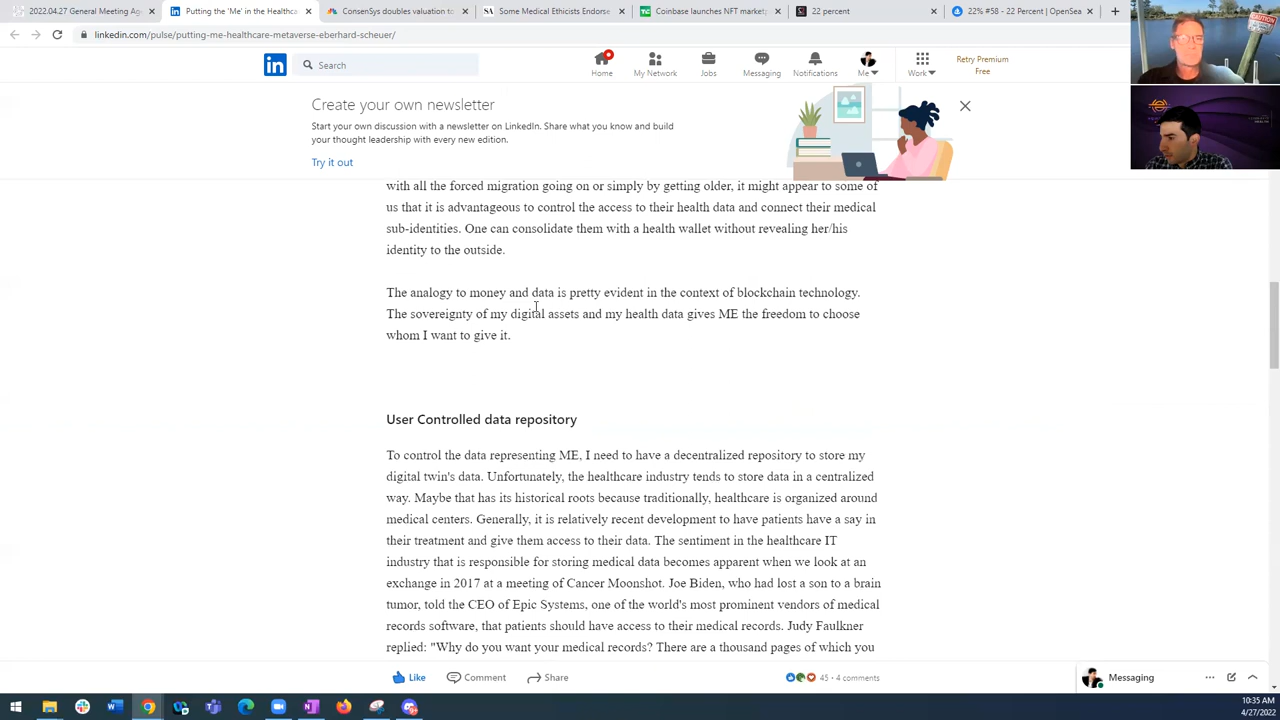 2022.04.27 General Meeting Age
Putting the 'Me' in the Healthca
ConsenSys doubles valuation to
Some Medical Ethicists Endorse
Coinbase launches NFT market
22 percent
22% #58 - 22 Percent | OpenSea
linkedin.com/pulse/putting-me-healthcare-metaverse-eberhard-scheuer/
CAUTION
in
Search
Home
My Network
Jobs
Messaging
Notifications
Me
Work
Retry Premium
Free
Create your own newsletter
Start your own discussion with a newsletter on LinkedIn. Share what you know and build
your thought leadership with every new edition.
Try it out
with all the forced migration going on or simply by getting older, it might appear to some of
us that it is advantageous to control the access to their health data and connect their medical
sub-identities. One can consolidate them with a health wallet without revealing her/his
identity to the outside.
The analogy to money and data is pretty evident in the context of blockchain technology.
The sovereignty of my digital assets and my health data gives ME the freedom to choose
whom I want to give it.
User Controlled data repository
To control the data representing ME, I need to have a decentralized repository to store my
digital twin's data. Unfortunately, the healthcare industry tends to store data in a centralized
way. Maybe that has its historical roots because traditionally, healthcare is organized around
medical centers. Generally, it is relatively recent development to have patients have a say in
their treatment and give them access to their data. The sentiment in the healthcare IT
industry that is responsible for storing medical data becomes apparent when we look at an
exchange in 2017 at a meeting of Cancer Moonshot. Joe Biden, who had lost a son to a brain
tumor, told the CEO of Epic Systems, one of the world's most prominent vendors of medical
records software, that patients should have access to their medical records. Judy Faulkner
replied: "Why do you want your medical records? There are a thousand pages of which you
Like
Comment
Share
45 · 4 comments
Messaging
10:35 AM
4/27/2022